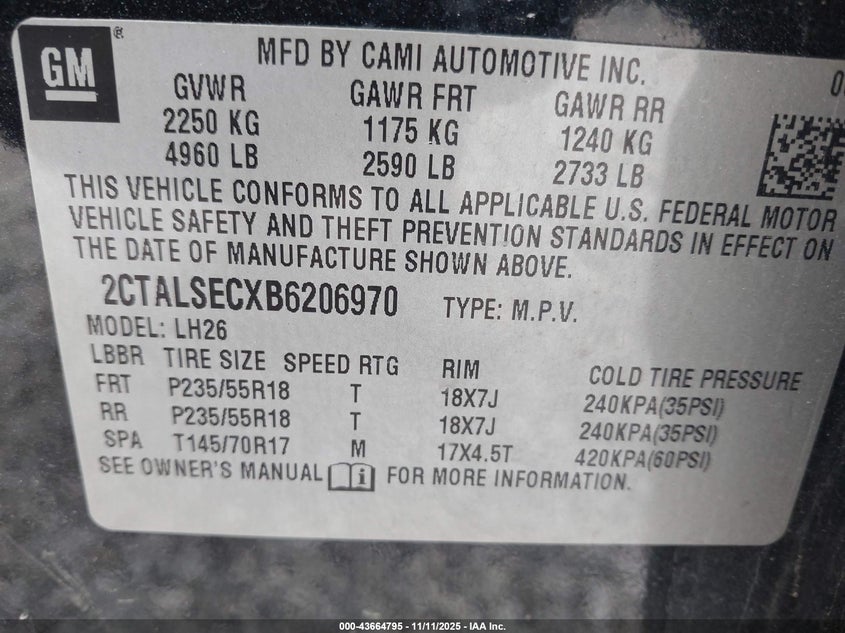 GM ®
MFD BY CAMI AUTOMOTIVE INC.
GVWR GAWR FRT GAWR RR
2250 KG 1175 KG 1240 KG
4960 LB 2590 LB 2733 LB
THIS VEHICLE CONFORMS TO ALL APPLICABLE U.S. FEDERAL MOTOR
VEHICLE SAFETY AND THEFT PREVENTION STANDARDS IN EFFECT ON
THE DATE OF MANUFACTURE SHOWN ABOVE.
2CTALSECXB6206970 TYPE: M.P.V.
MODEL: LH26
LBBR TIRE SIZE SPEED RTG RIM COLD TIRE PRESSURE
FRT P235/55R18 T 18X7J 240KPA(35PSI)
RR P235/55R18 T 18X7J 240KPA(35PSI)
SPA T145/70R17 M 17X4.5T 420KPA(60PSI)
SEE OWNER'S MANUAL i FOR MORE INFORMATION.
000-43664795 - 11/11/2025 - IAA Inc.